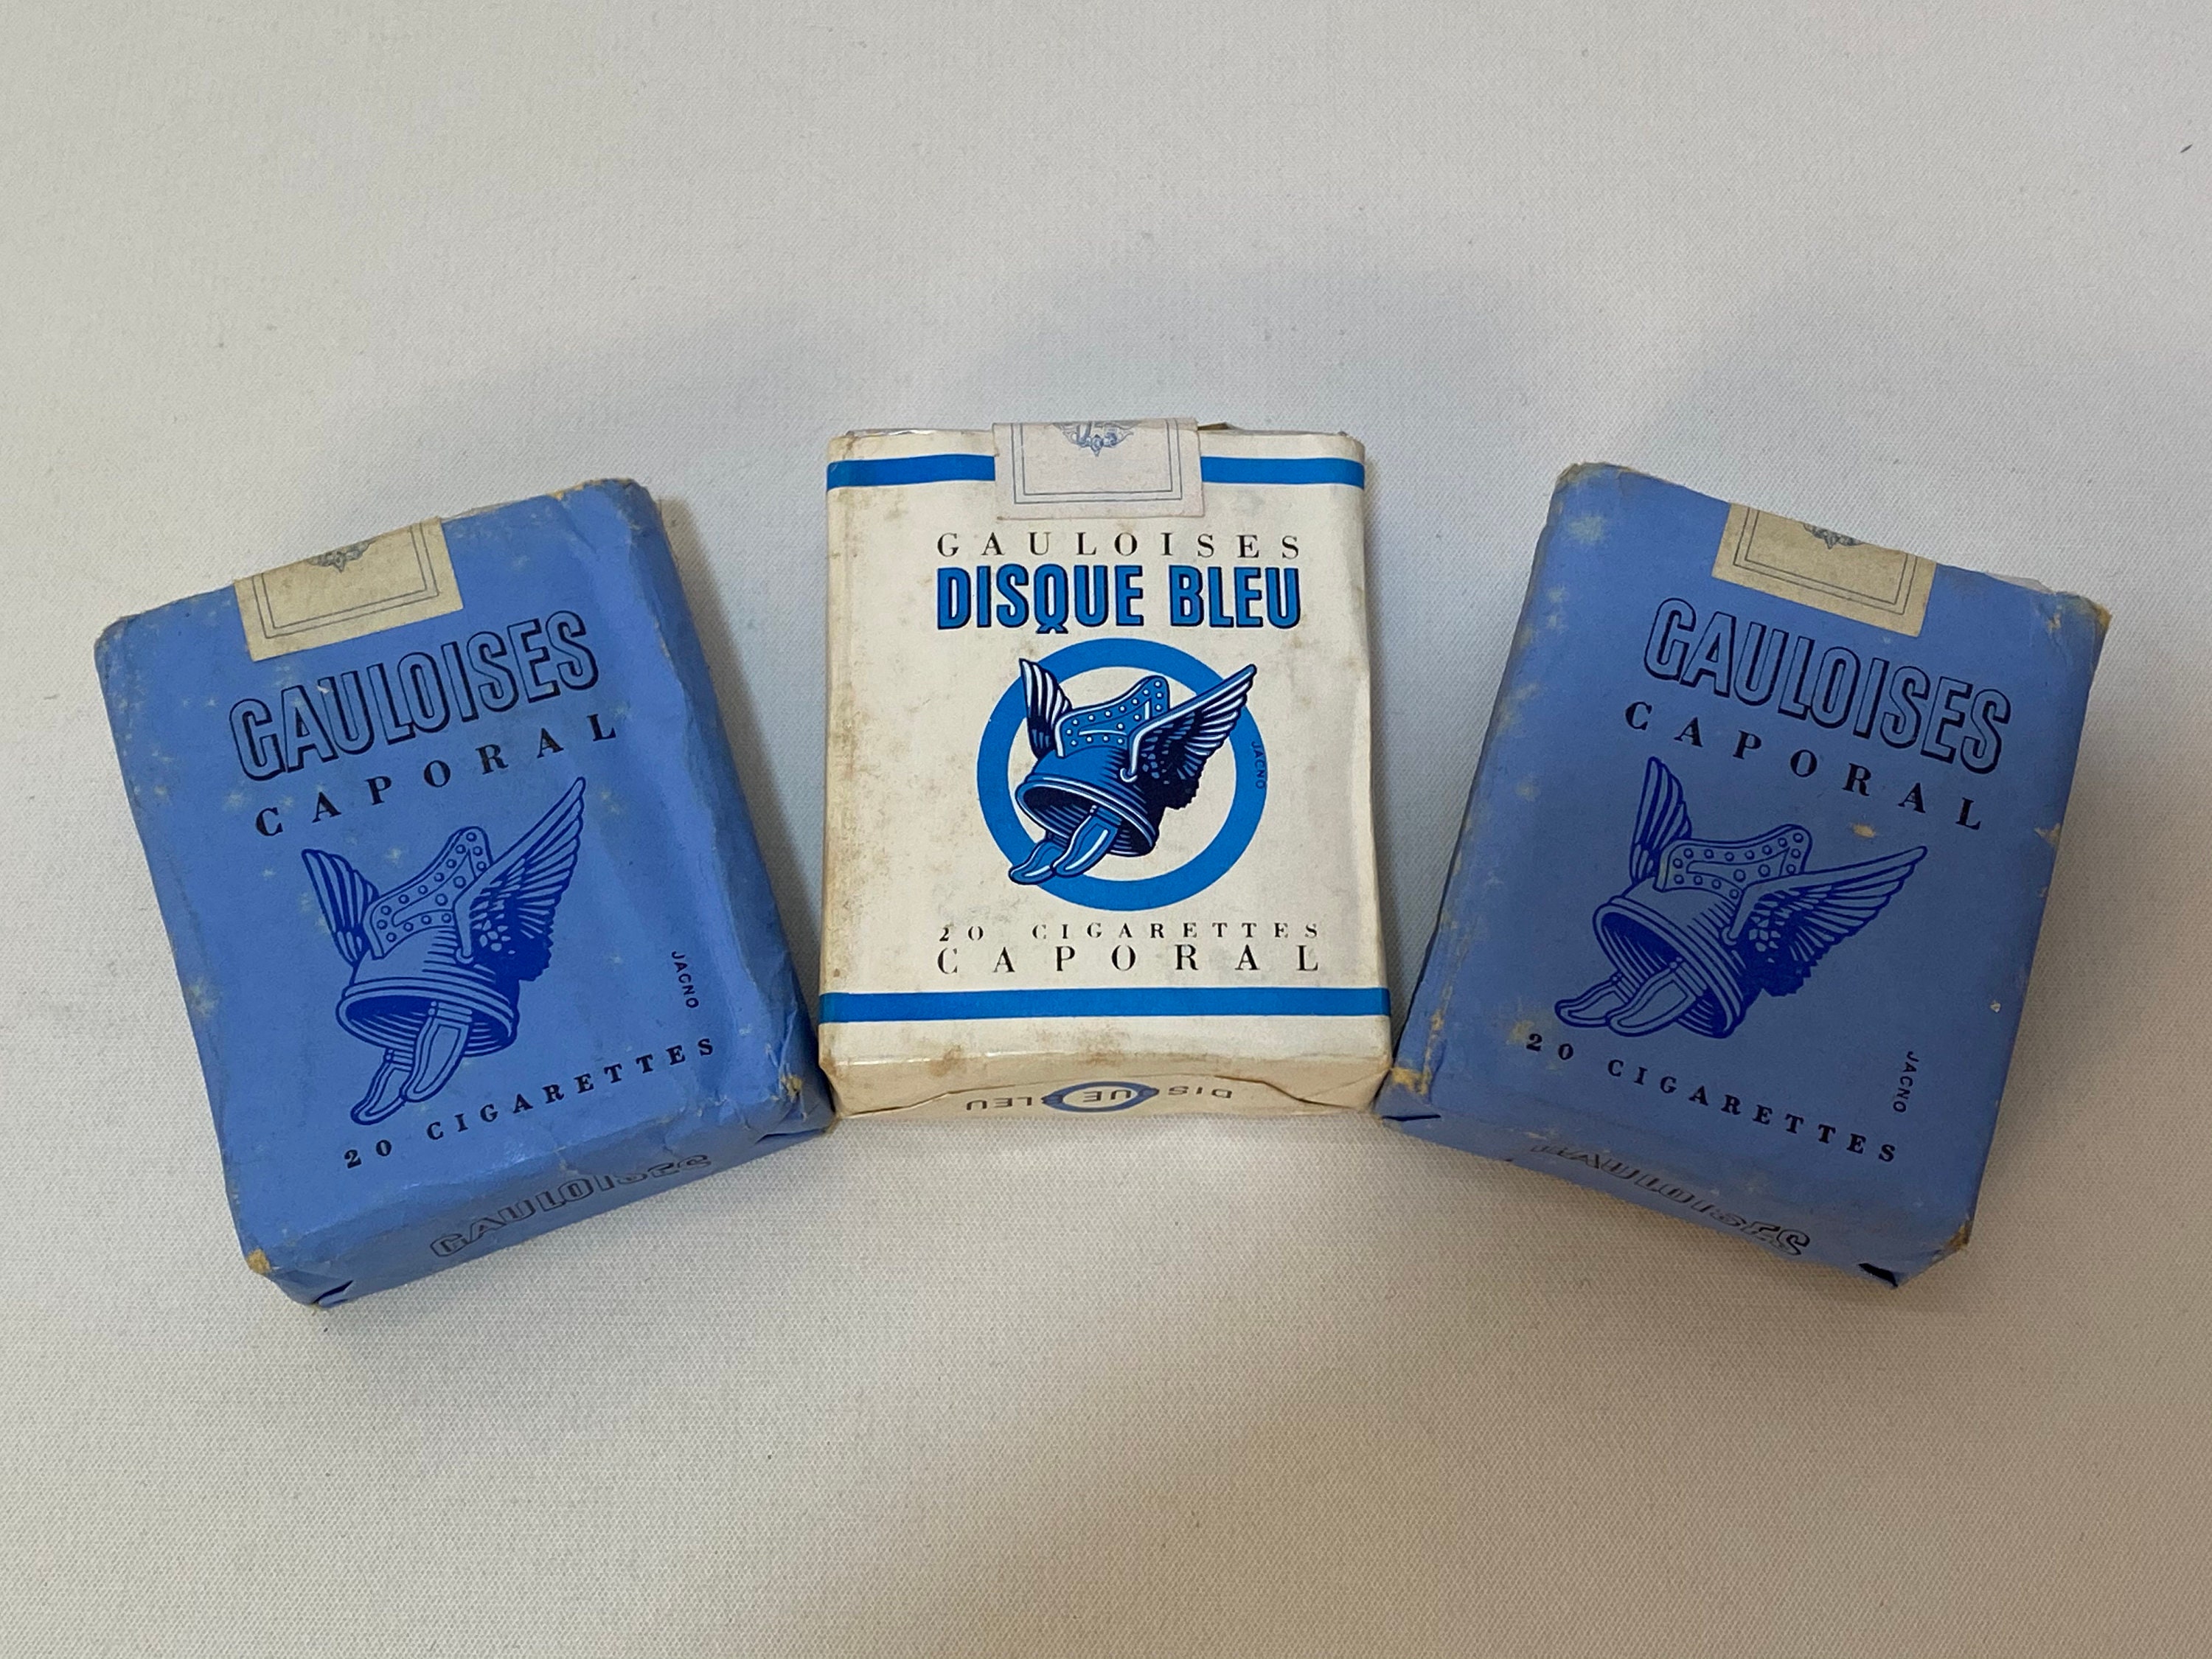 GAULOISES
CAPORAL
JACNO
20 CIGARETTES
GAULOISES
GAULOISES
DISQUE BLEU
JACNO
20 CIGARETTES
CAPORAL
DISQUE BLEU
GAULOISES
CAPORAL
JACNO
20 CIGARETTES
GAULOISES